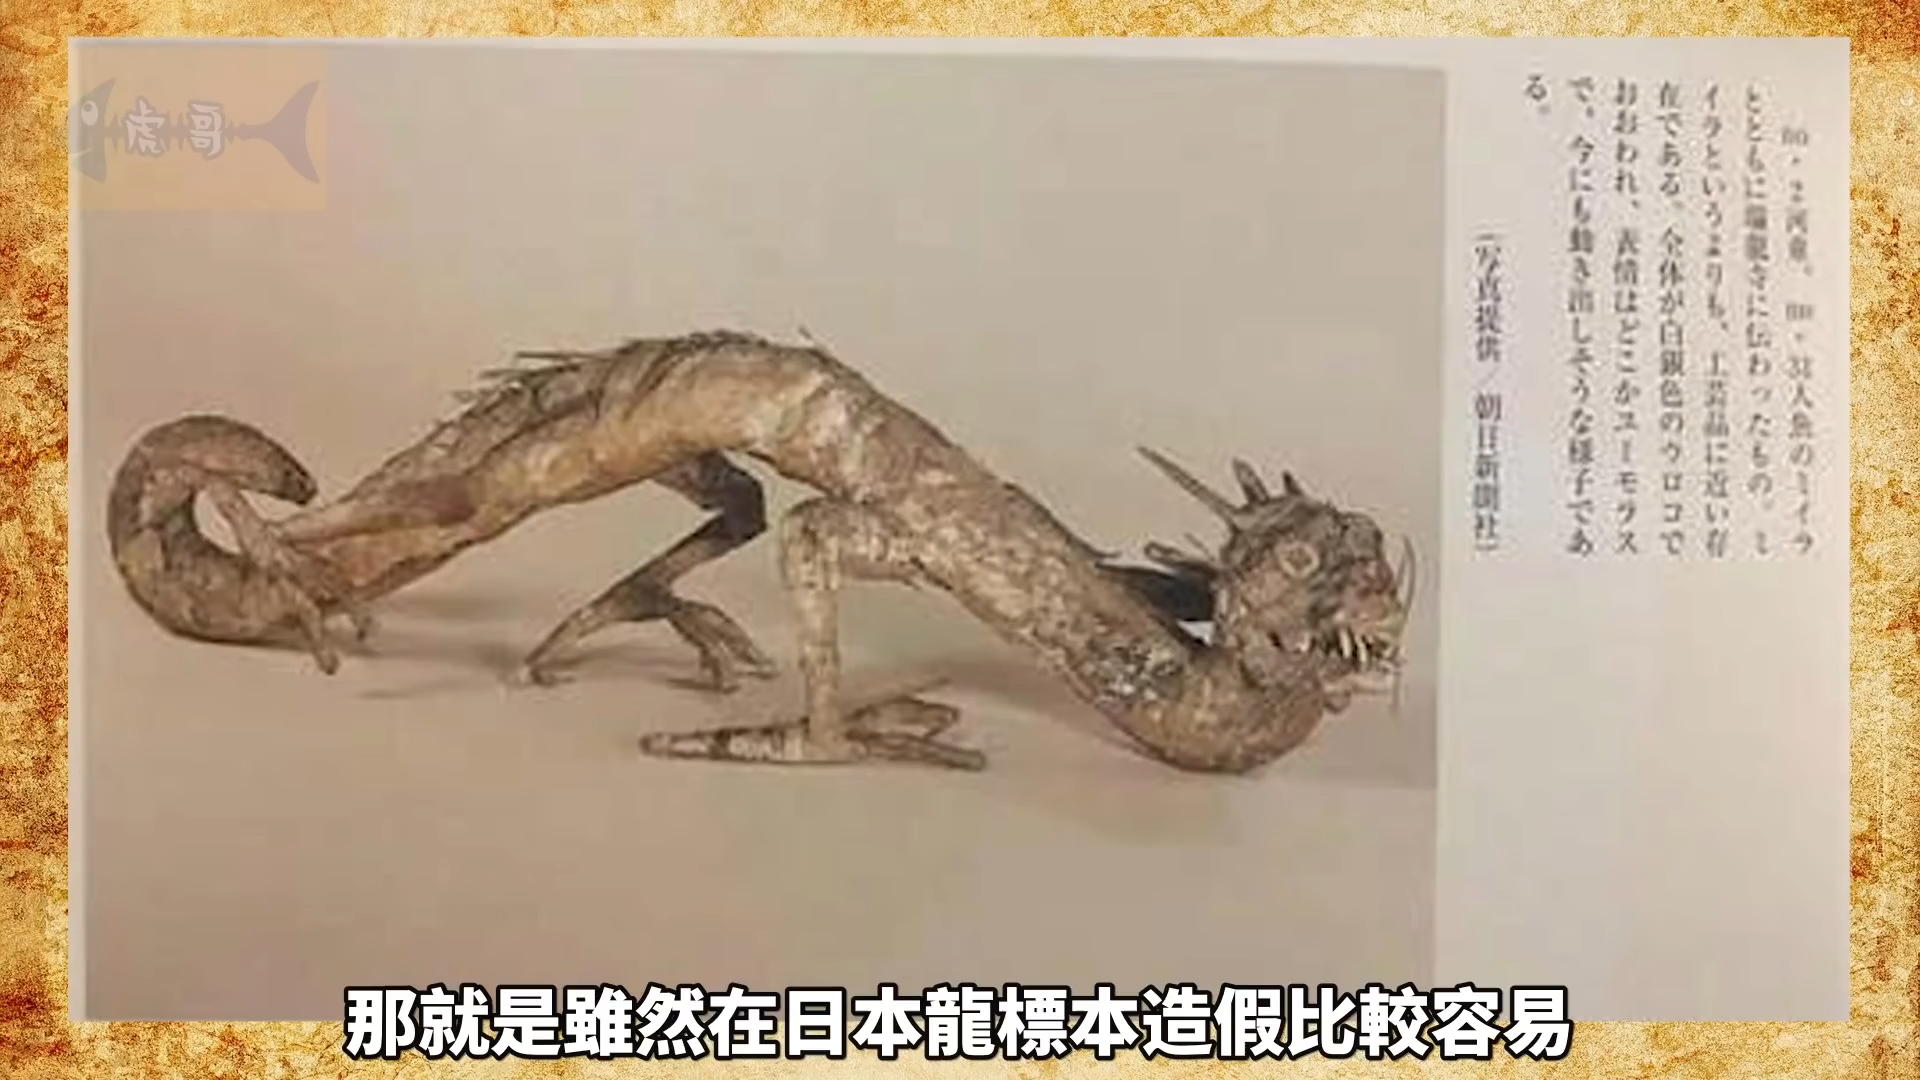 虎哥
・2河童、 ・3人魚のミイラ
とともに瑞龍寺に伝わったもの。ミ
イラというよりも、工芸品に近い存
在である。全体が白銀色のウロコで
おおわれ、表情はどこかユーモラス
で、今にも動き出しそうな様子であ
る。
(写真提供 朝日新聞社)
那就是雖然在日本龍標本造假比較容易